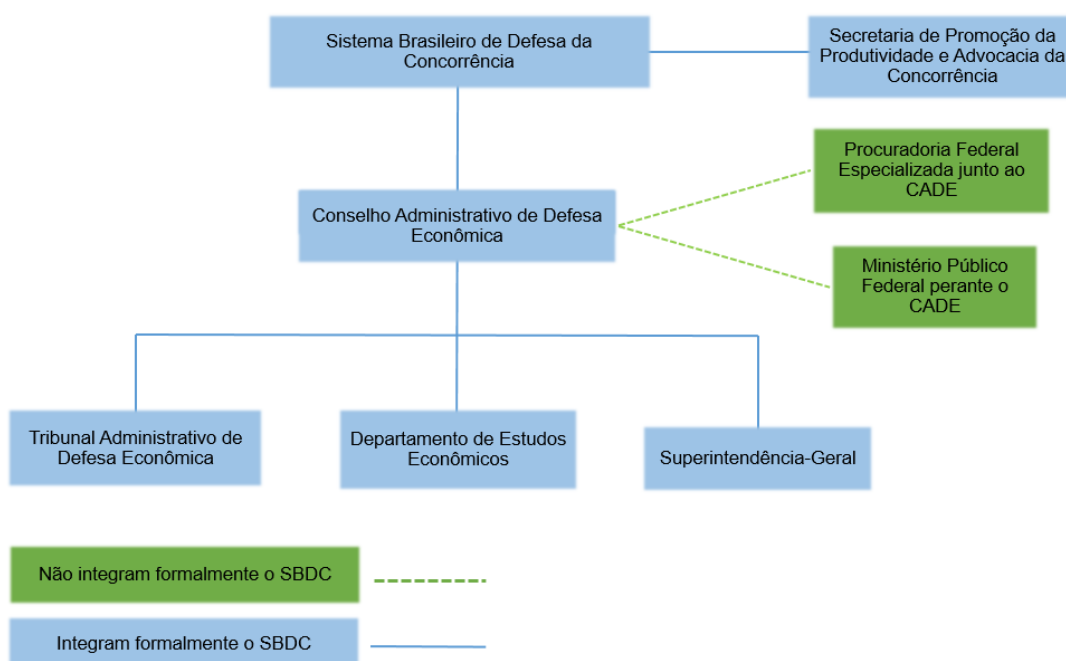 Sistema Brasileiro de Defesa da
Concorrência
Secretaria de Promoção da
Produtividade e Advocacia da
Concorrência
Procuradoria Federal
Especializada junto ao
CADE
Conselho Administrativo de Defesa
Econômica
Ministério Público
Federal perante o
CADE
Tribunal Administrativo de
Defesa Econômica
Departamento de Estudos
Econômicos
Superintendência-Geral
Não integram formalmente o SBDC
Integram formalmente o SBDC